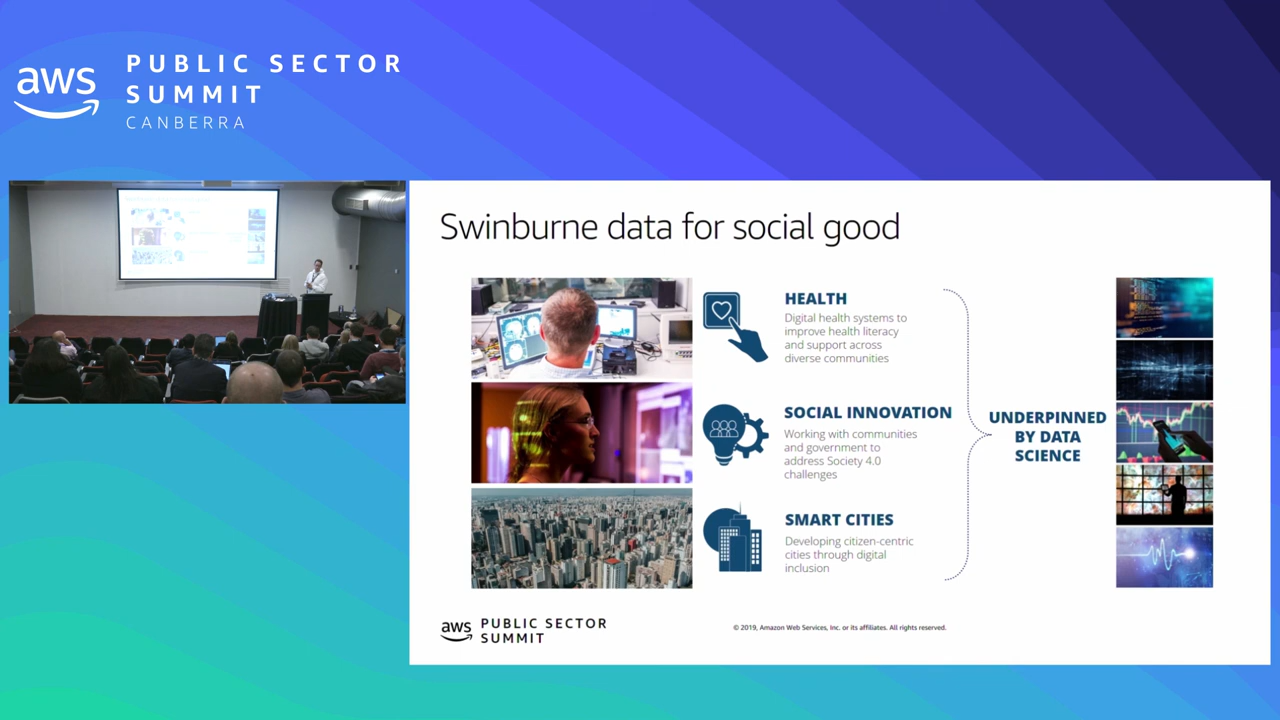 aws
PUBLIC SECTOR
SUMMIT
CANBERRA
Swinburne data for social good
HEALTH
Digital health systems to
improve health literacy
and support across
diverse communities
SOCIAL INNOVATION
Working with communities
and government to
address Society 4.0
challenges
SMART CITIES
Developing citizen-centric
cities through digital
inclusion
UNDERPINNED
BY DATA
SCIENCE
aws
PUBLIC SECTOR
SUMMIT
© 2019, Amazon Web Services, Inc. or its affiliates. All rights reserved.